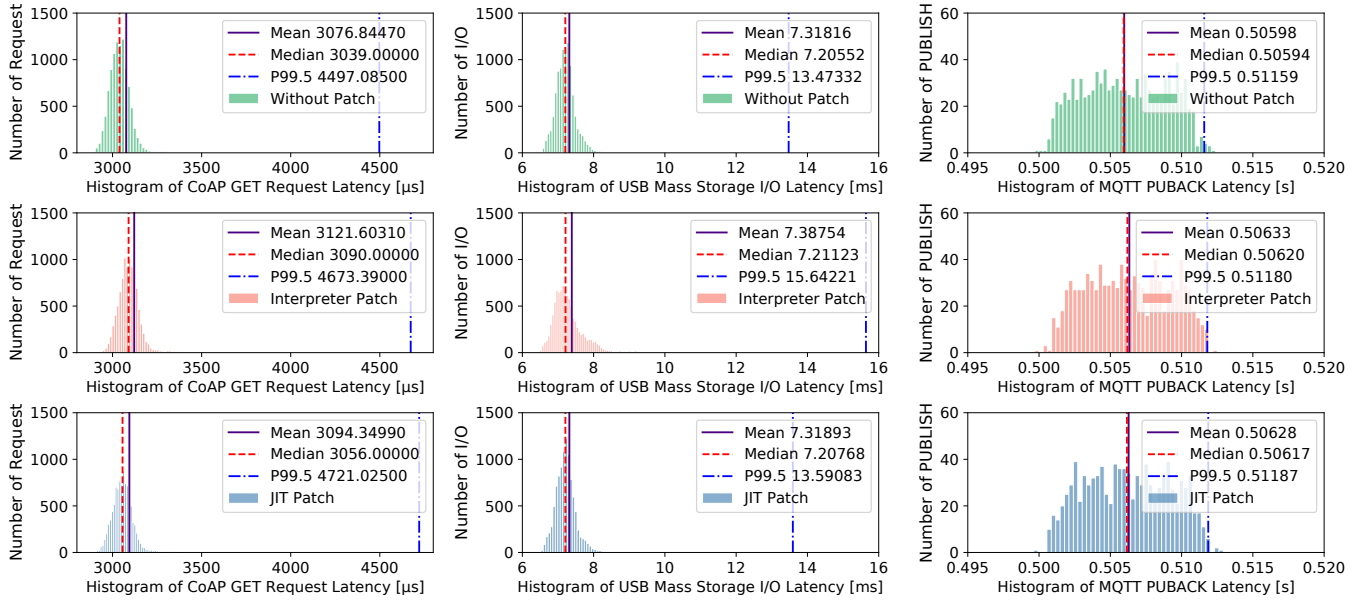 Number of Request
1500
1000
500
0
Mean 3076.84470
Median 3039.00000
P99.5 4497.08500
Without Patch
3000
3500
4000
4500
Histogram of CoAP GET Request Latency [µs]
Number of I/O
1500
1000
500
0
Mean 7.31816
Median 7.20552
P99.5 13.47332
Without Patch
6
8
10
12
14
16
Histogram of USB Mass Storage I/O Latency [ms]
Number of PUBLISH
60
40
20
0
Mean 0.50598
Median 0.50594
P99.5 0.51159
Without Patch
0.495
0.500
0.505
0.510
0.515
0.520
Histogram of MQTT PUBACK Latency [s]
Number of Request
1500
1000
500
0
Mean 3121.60310
Median 3090.00000
P99.5 4673.39000
Interpreter Patch
3000
3500
4000
4500
Histogram of CoAP GET Request Latency [µs]
Number of I/O
1500
1000
500
0
Mean 7.38754
Median 7.21123
P99.5 15.64221
Interpreter Patch
6
8
10
12
14
16
Histogram of USB Mass Storage I/O Latency [ms]
Number of PUBLISH
60
40
20
0
Mean 0.50633
Median 0.50620
P99.5 0.51180
Interpreter Patch
0.495
0.500
0.505
0.510
0.515
0.520
Histogram of MQTT PUBACK Latency [s]
Number of Request
1500
1000
500
0
Mean 3094.34990
Median 3056.00000
P99.5 4721.02500
JIT Patch
3000
3500
4000
4500
Histogram of CoAP GET Request Latency [µs]
Number of I/O
1500
1000
500
0
Mean 7.31893
Median 7.20768
P99.5 13.59083
JIT Patch
6
8
10
12
14
16
Histogram of USB Mass Storage I/O Latency [ms]
Number of PUBLISH
60
40
20
0
Mean 0.50628
Median 0.50617
P99.5 0.51187
JIT Patch
0.495
0.500
0.505
0.510
0.515
0.520
Histogram of MQTT PUBACK Latency [s]